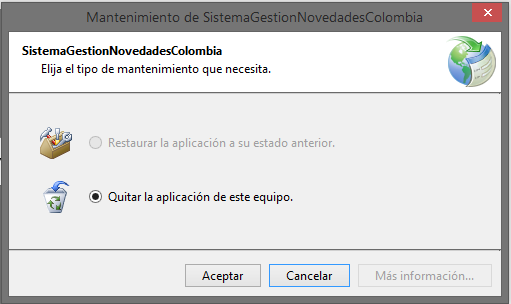 Mantenimiento de SistemaGestionNovedadesColombia
SistemaGestionNovedadesColombia
Elija el tipo de mantenimiento que necesita.
Restaurar la aplicación a su estado anterior.
Quitar la aplicación de este equipo.
Aceptar
Cancelar
Más información...